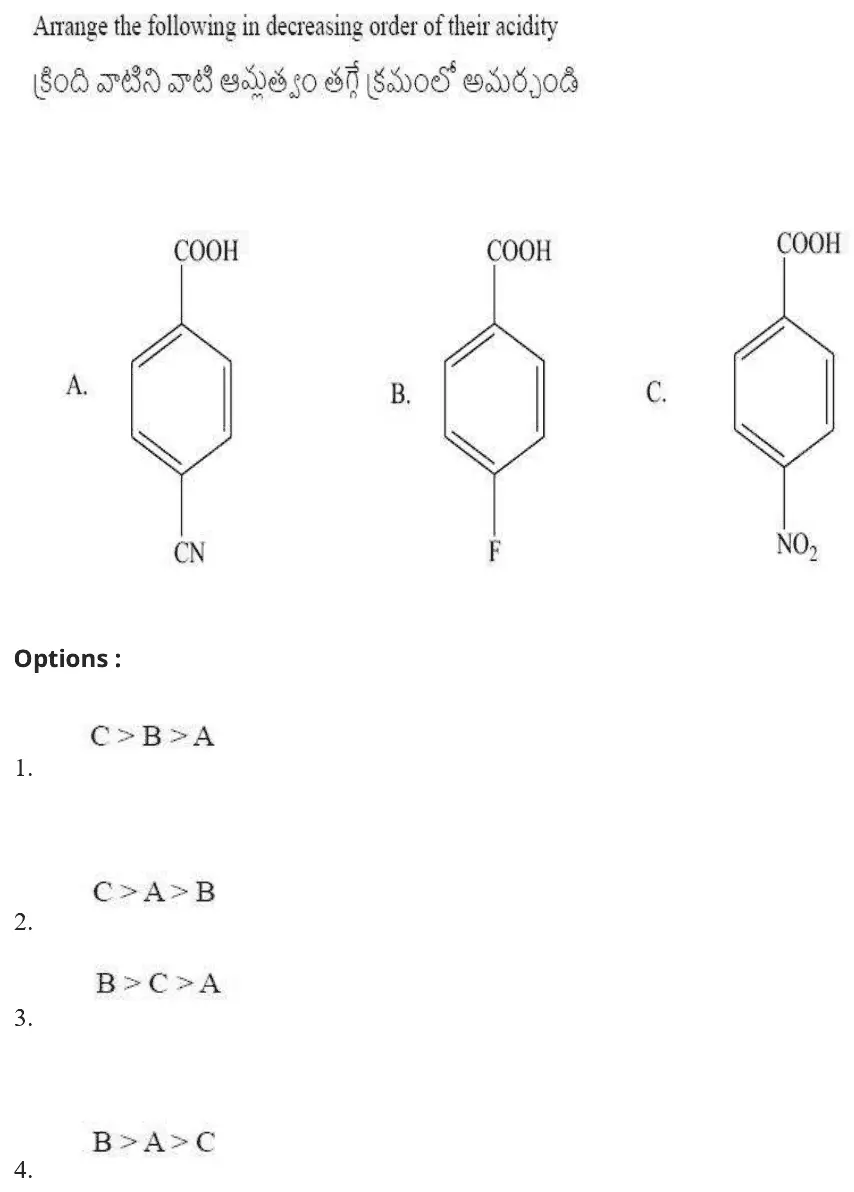 Arrange the following in decreasing order of their acidity
క్రింది వాటిని వాటి ఆమ్లత్వం తగ్గే క్రమంలో అమర్చండి
COOH COOH COOH
A. B. C.
CN F NO₂
Options :
C > B > A
1.
C > A > B
2.
B > C > A
3.
B > A > C
4.